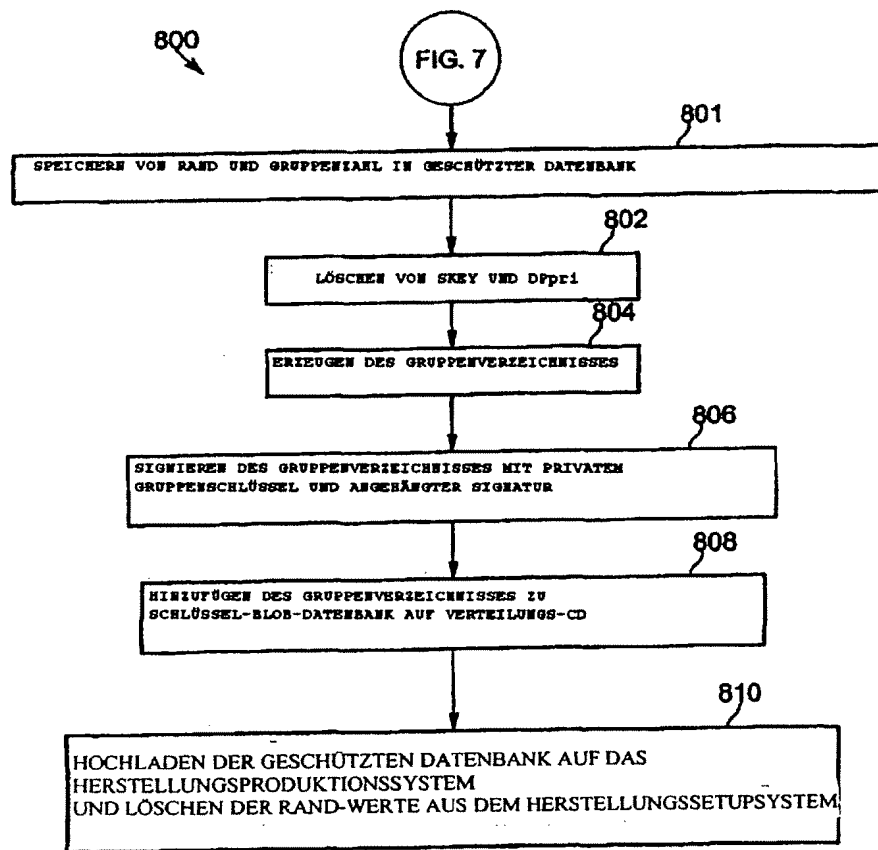 800
FIG. 7
801
SPEICHERN VON RAND UND GRUPPENZAHL IN GESCHÜTZTER DATENBANK
802
LÖSCHEN VON SKEY UND DPpri
804
ERZEUGEN DES GRUPPENVERZEICHNISSES
806
SIGNIEREN DES GRUPPENVERZEICHNISSES MIT PRIVATEM
GRUPPENSCHLÜSSEL UND ANGEHÄNGTER SIGNATUR
808
HINZUFÜGEN DES GRUPPENVERZEICHNISSES ZU
SCHLÜSSEL-BLOB-DATENBANK AUF VERTEILUNGS-CD
810
HOCHLADEN DER GESCHÜTZTEN DATENBANK AUF DAS
HERSTELLUNGSPRODUKTIONSSYSTEM
UND LÖSCHEN DER RAND-WERTE AUS DEM HERSTELLUNGSSETUPSYSTEM